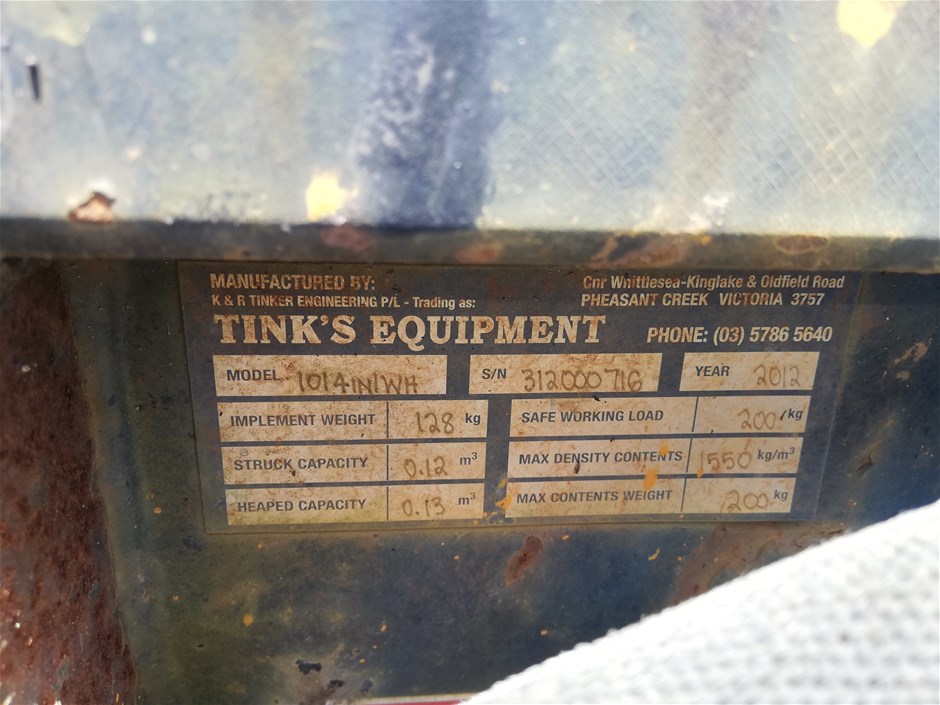 MANUFACTURED BY:
K & R TINKER ENGINEERING P/L - Trading as:
TINK'S EQUIPMENT
Cnr Whittlesea-Kinglake & Oldfield Road
PHEASANT CREEK VICTORIA 3757
PHONE: (03) 5786 5640
MODEL 10141N1WH S/N 312000716 YEAR 2012
IMPLEMENT WEIGHT 128 kg SAFE WORKING LOAD 200 kg
STRUCK CAPACITY 0.12 m³ MAX DENSITY CONTENTS 1550 kg/m³
HEAPED CAPACITY 0.13 m³ MAX CONTENTS WEIGHT 200 kg